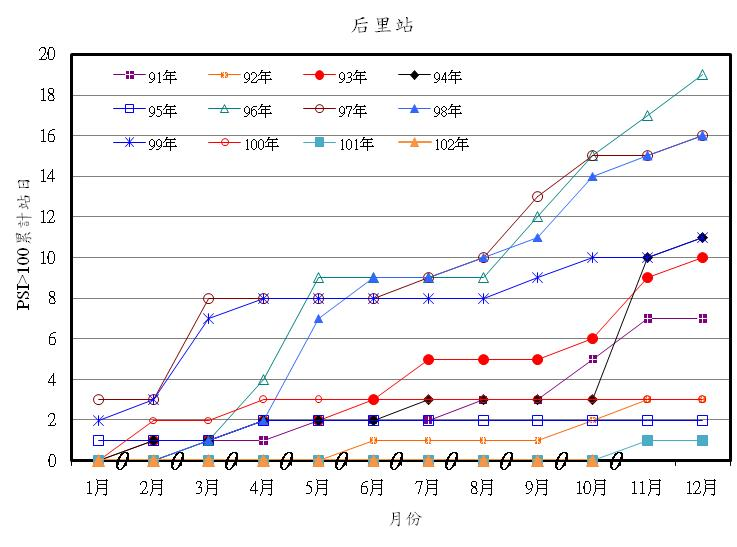 后里站
PSI>100累計站日
20
18
16
14
12
10
8
6
4
2
0
91年 92年 93年 94年
95年 96年 97年 98年
99年 100年 101年 102年
0 0 0 0 0 0 0 0 0 0
1月 2月 3月 4月 5月 6月 7月 8月 9月 10月 11月 12月
月份